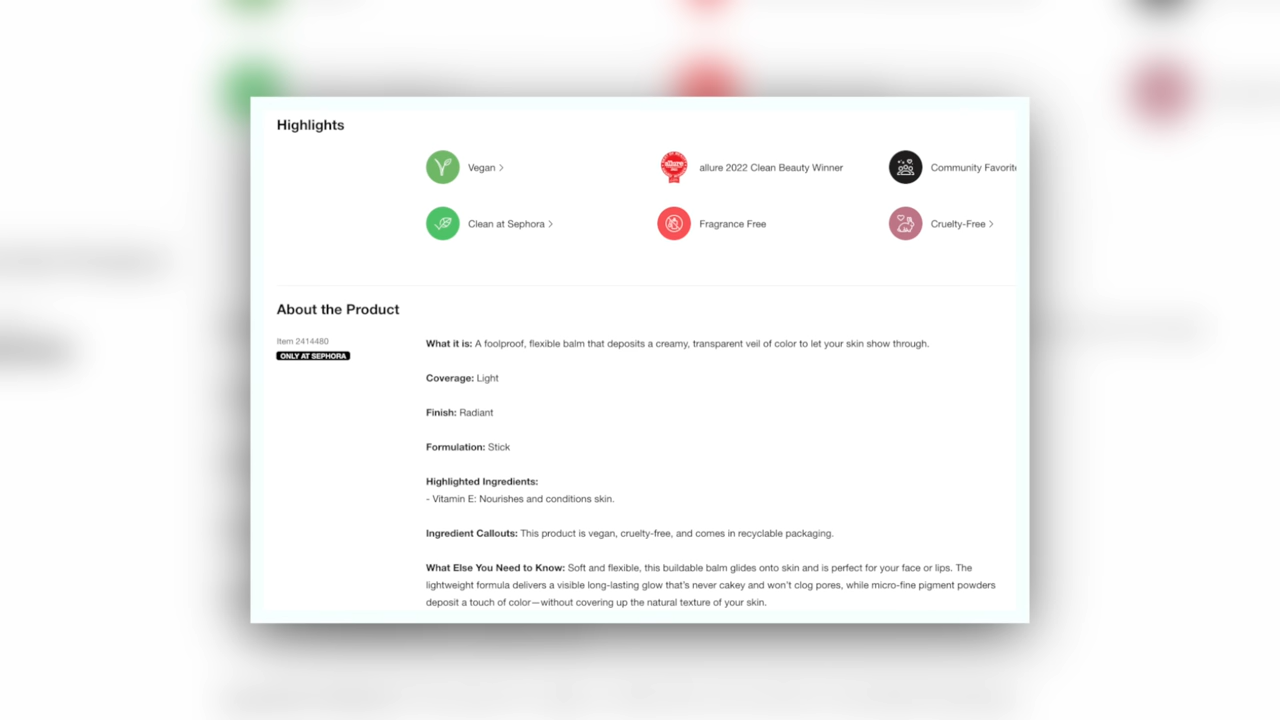 Highlights
Vegan >
allure 2022 Clean Beauty Winner
Community Favorite
Clean at Sephora >
Fragrance Free
Cruelty-Free >
About the Product
Item 2414480
ONLY AT SEPHORA
What it is: A foolproof, flexible balm that deposits a creamy, transparent veil of color to let your skin show through.
Coverage: Light
Finish: Radiant
Formulation: Stick
Highlighted Ingredients:
- Vitamin E: Nourishes and conditions skin.
Ingredient Callouts: This product is vegan, cruelty-free, and comes in recyclable packaging.
What Else You Need to Know: Soft and flexible, this buildable balm glides onto skin and is perfect for your face or lips. The
lightweight formula delivers a visible long-lasting glow that's never cakey and won't clog pores, while micro-fine pigment powders
deposit a touch of color—without covering up the natural texture of your skin.